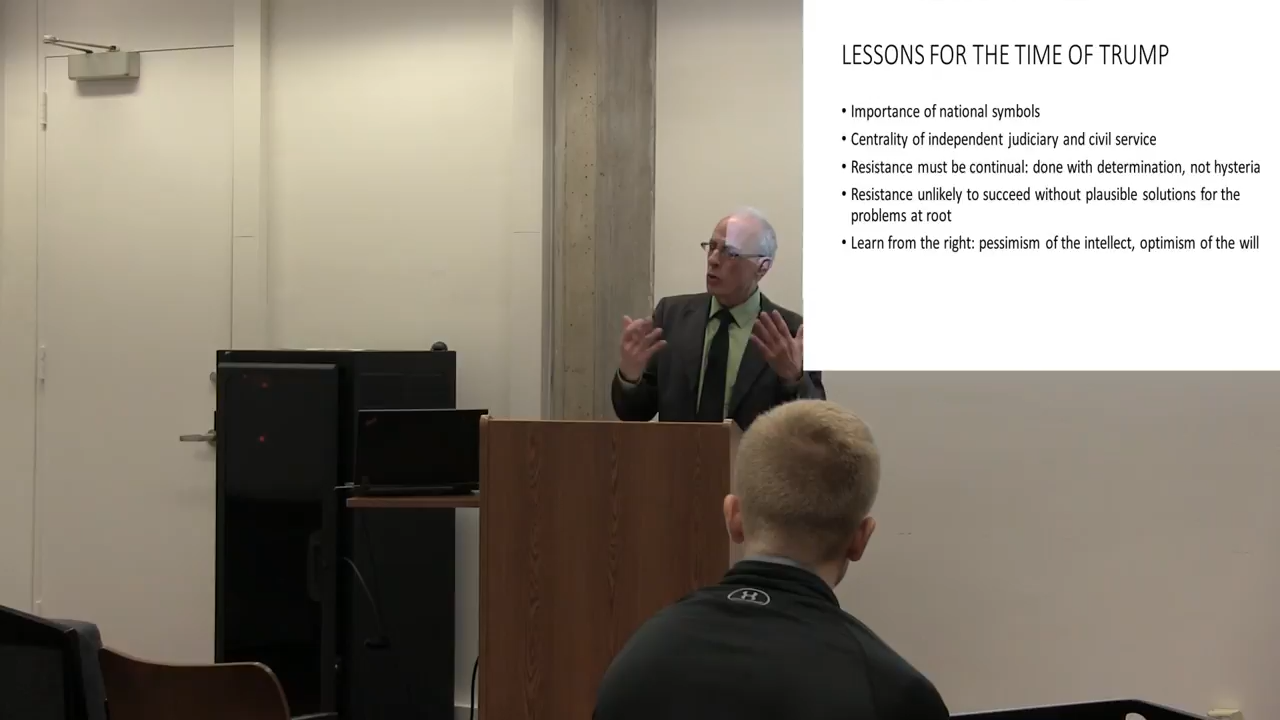 LESSONS FOR THE TIME OF TRUMP
• Importance of national symbols
• Centrality of independent judiciary and civil service
• Resistance must be continual: done with determination, not hysteria
• Resistance unlikely to succeed without plausible solutions for the
problems at root
• Learn from the right: pessimism of the intellect, optimism of the will